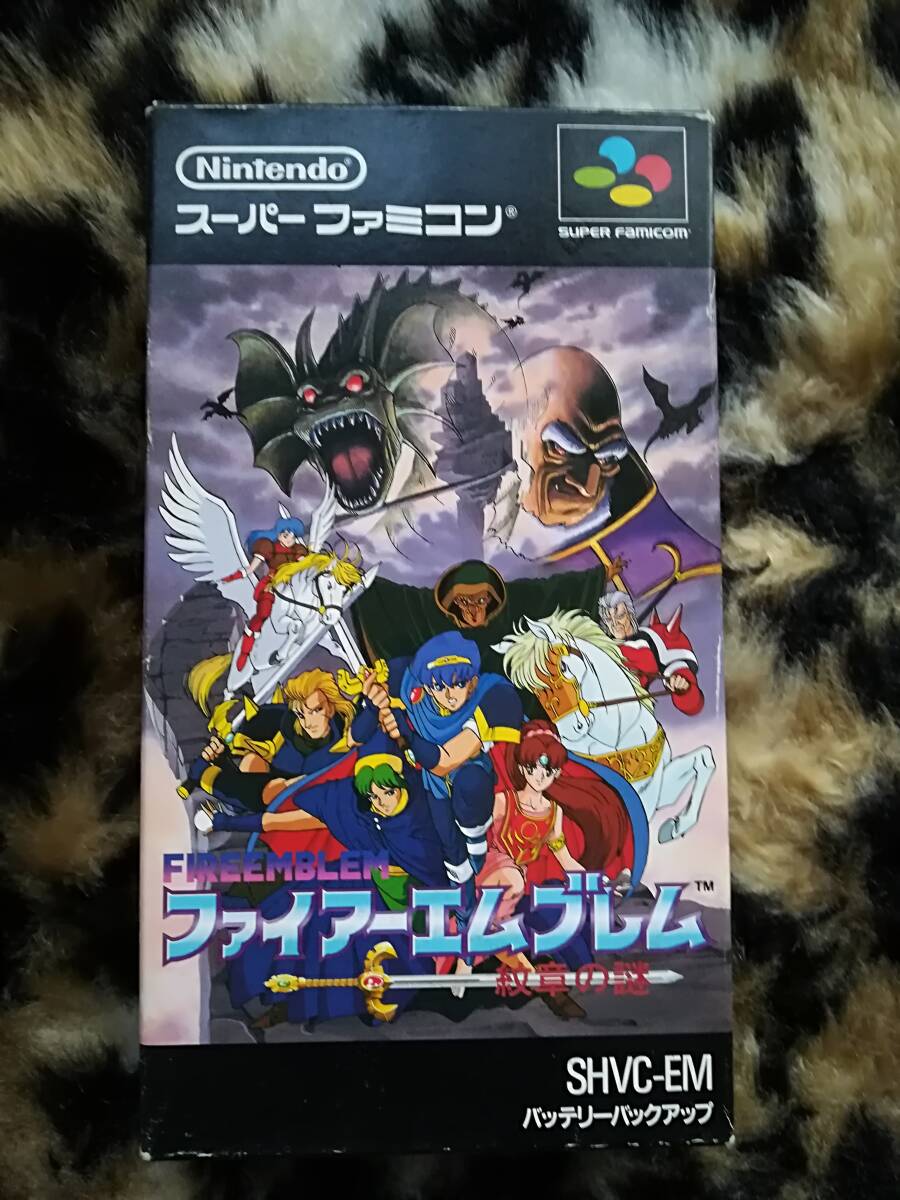 Nintendo®
スーパーファミコン®
SUPER FAMICOM
FIREEMBLEM
ファイアーエムブレム™
紋章の謎
SHVC-EM
バッテリーバックアップ